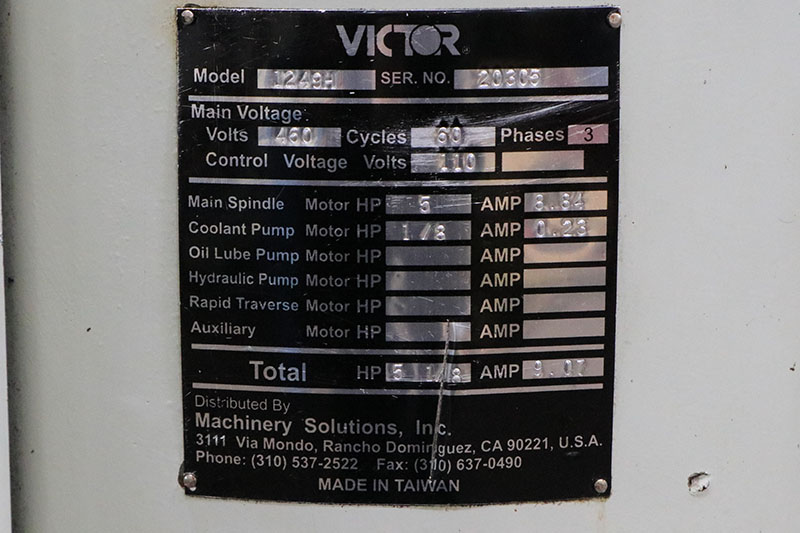 VICTOR
Model 1249H SER. NO. 20305
Main Voltage
Volts 460 Cycles 60 Phases 3
Control Voltage Volts 110
Main Spindle Motor HP 5 AMP 8.84
Coolant Pump Motor HP 1/8 AMP 0.23
Oil Lube Pump Motor HP AMP
Hydraulic Pump Motor HP AMP
Rapid Traverse Motor HP AMP
Auxiliary Motor HP AMP
Total HP 5 1/8 AMP 9.07
Distributed By
Machinery Solutions, Inc.
3111 Via Mondo, Rancho Dominguez, CA 90221, U.S.A.
Phone: (310) 537-2522 Fax: (310) 637-0490
MADE IN TAIWAN